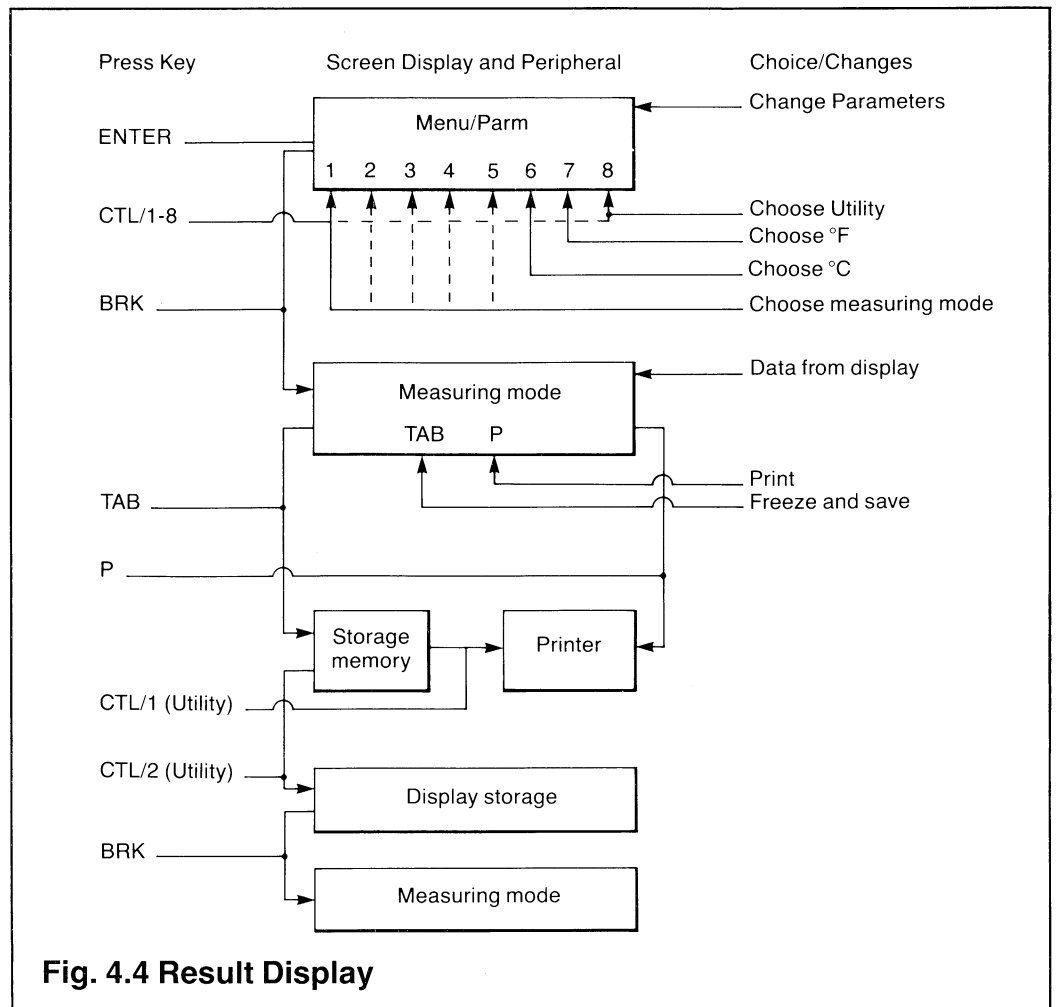 Press Key Screen Display and Peripheral Choice/Changes
Change Parameters
Menu/Parm
ENTER
1 2 3 4 5 6 7 8
CTL/1-8
Choose Utility
Choose °F
Choose °C
BRK
Choose measuring mode
Data from display
Measuring mode
TAB P
Print
TAB
Freeze and save
P
Storage
memory
Printer
CTL/1 (Utility)
CTL/2 (Utility)
Display storage
BRK
Measuring mode
Fig. 4.4 Result Display